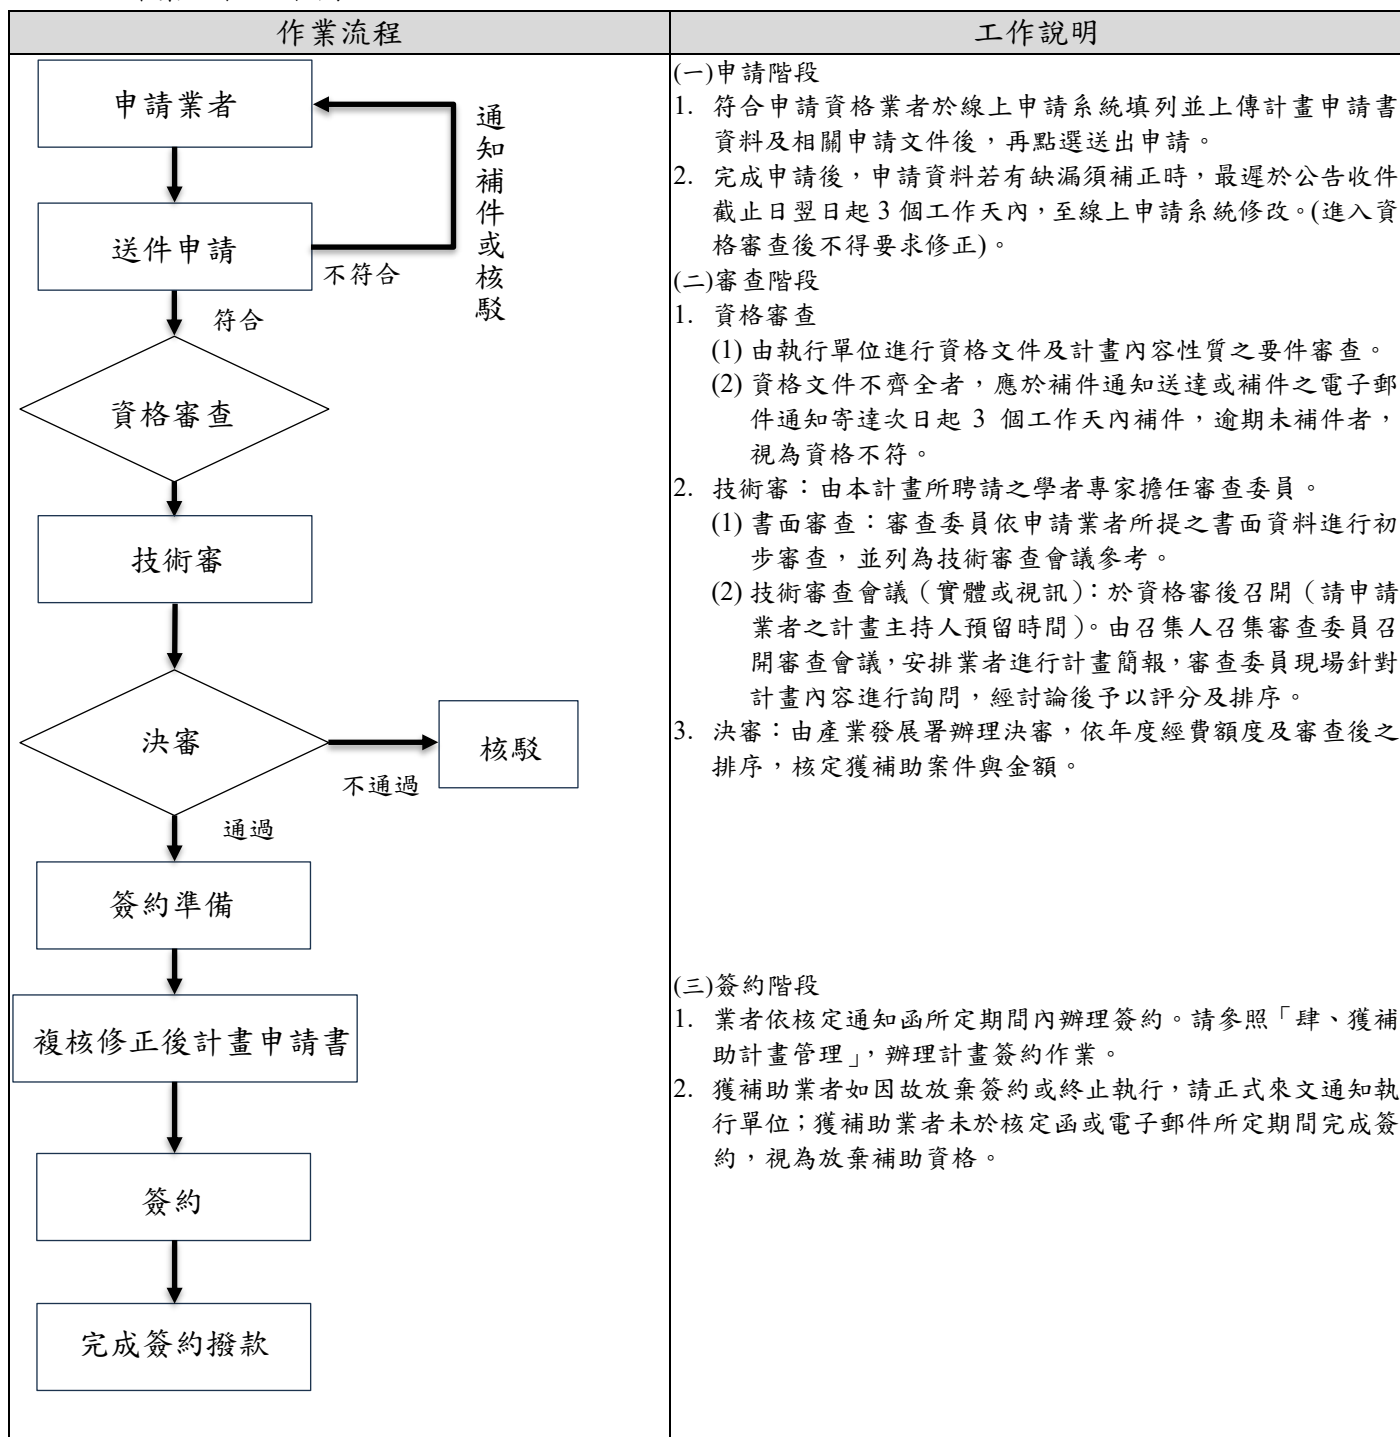 作業流程
工作說明
申請業者
通知補件或核駁
送件申請
不符合
符合
資格審查
技術審
決審
不通過
核駁
通過
簽約準備
複核修正後計畫申請書
簽約
完成簽約撥款
(一)申請階段
1. 符合申請資格業者於線上申請系統填列並上傳計畫申請書
資料及相關申請文件後，再點選送出申請。
2. 完成申請後，申請資料若有缺漏須補正時，最遲於公告收件
截止日翌日起 3 個工作天內，至線上申請系統修改。(進入資
格審查後不得要求修正)。
(二)審查階段
1. 資格審查
(1) 由執行單位進行資格文件及計畫內容性質之要件審查。
(2) 資格文件不齊全者，應於補件通知送達或補件之電子郵
件通知寄達次日起 3 個工作天內補件，逾期未補件者，
視為資格不符。
2. 技術審：由本計畫所聘請之學者專家擔任審查委員。
(1) 書面審查：審查委員依申請業者所提之書面資料進行初
步審查，並列為技術審查會議參考。
(2) 技術審查會議（實體或視訊）：於資格審後召開（請申請
業者之計畫主持人預留時間）。由召集人召集審查委員召
開審查會議，安排業者進行計畫簡報，審查委員現場針對
計畫內容進行詢問，經討論後予以評分及排序。
3. 決審：由產業發展署辦理決審，依年度經費額度及審查後之
排序，核定獲補助案件與金額。
(三)簽約階段
1. 業者依核定通知函所定期間內辦理簽約。請參照「肆、獲補
助計畫管理」，辦理計畫簽約作業。
2. 獲補助業者如因故放棄簽約或終止執行，請正式來文通知執
行單位；獲補助業者未於核定函或電子郵件所定期間完成簽
約，視為放棄補助資格。